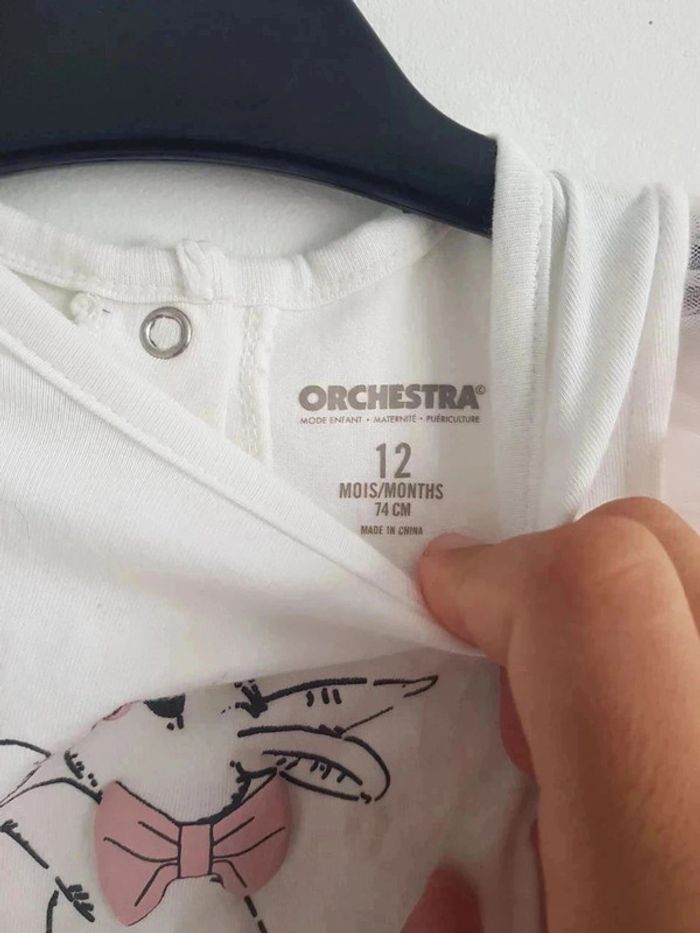 ORCHESTRA©
MODE ENFANT • MATERNITÉ • PUÉRICULTURE
12
MOIS/MONTHS
74 CM
MADE IN CHINA